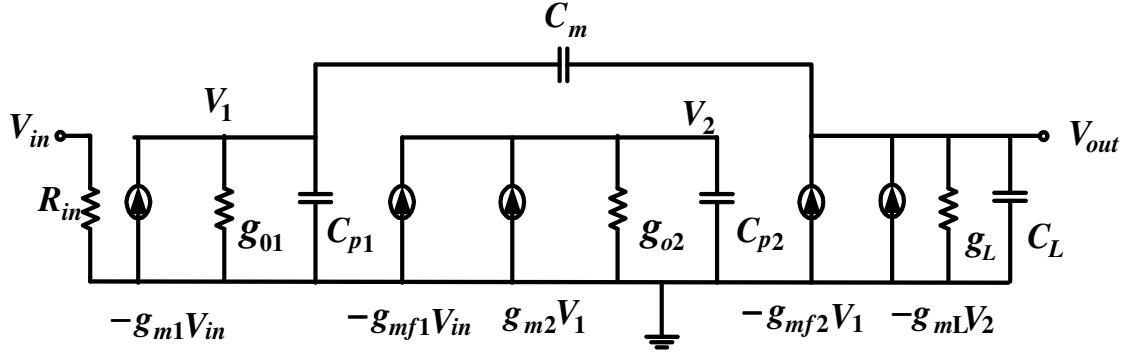 C_m
V_1
V_2
V_in
V_out
R_in
g_01
C_p1
g_o2
C_p2
g_L
C_L
-g_m1V_in
-g_mf1V_in
g_m2V_1
-g_mf2V_1
-g_mLV_2